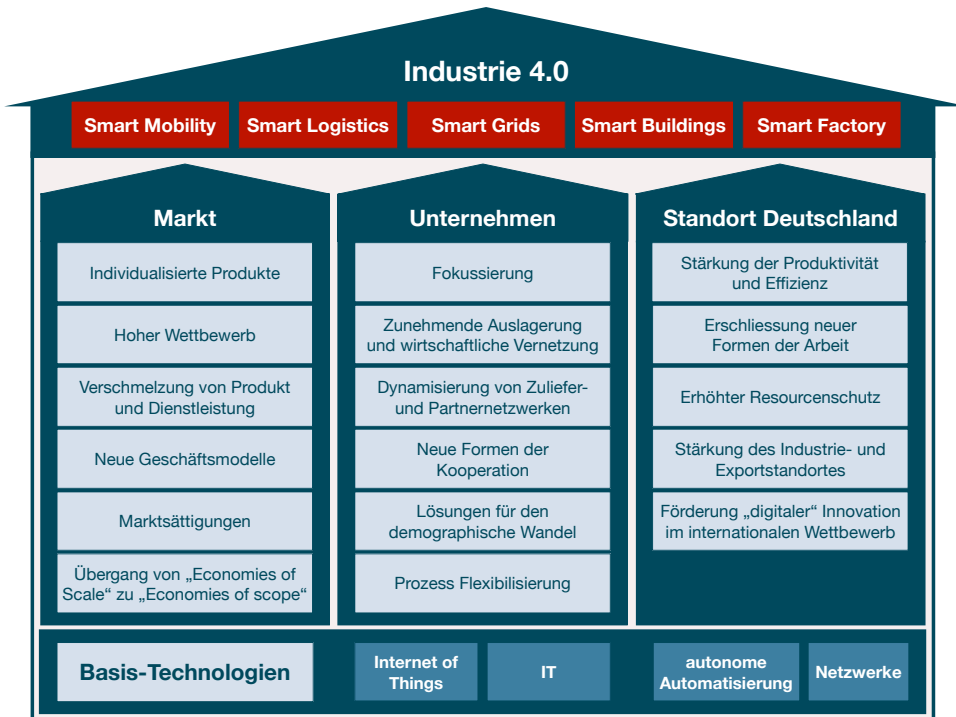 Industrie 4.0
Smart Mobility
Smart Logistics
Smart Grids
Smart Buildings
Smart Factory
Markt
Individualisierte Produkte
Hoher Wettbewerb
Verschmelzung von Produkt
und Dienstleistung
Neue Geschäftsmodelle
Marktsättigungen
Übergang von „Economies of
Scale“ zu „Economies of scope“
Unternehmen
Fokussierung
Zunehmende Auslagerung
und wirtschaftliche Vernetzung
Dynamisierung von Zuliefer-
und Partnernetzwerken
Neue Formen der
Kooperation
Lösungen für den
demographische Wandel
Prozess Flexibilisierung
Standort Deutschland
Stärkung der Produktivität
und Effizienz
Erschliessung neuer
Formen der Arbeit
Erhöhter Resourcenschutz
Stärkung des Industrie- und
Exportstandortes
Förderung „digitaler“ Innovation
im internationalen Wettbewerb
Basis-Technologien
Internet of
Things
IT
autonome
Automatisierung
Netzwerke